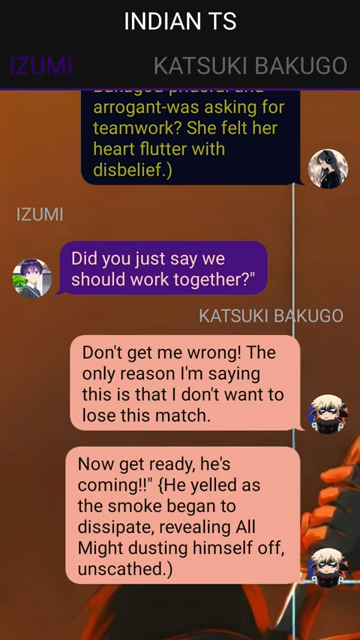 INDIAN TS
IZUMI
KATSUKI BAKUGO
arrogant-was asking for
teamwork? She felt her
heart flutter with
disbelief.)
IZUMI
Did you just say we
should work together?"
KATSUKI BAKUGO
Don't get me wrong! The
only reason I'm saying
this is that I don't want to
lose this match.
Now get ready, he's
coming!!" {He yelled as
the smoke began to
dissipate, revealing All
Might dusting himself off,
unscathed.)